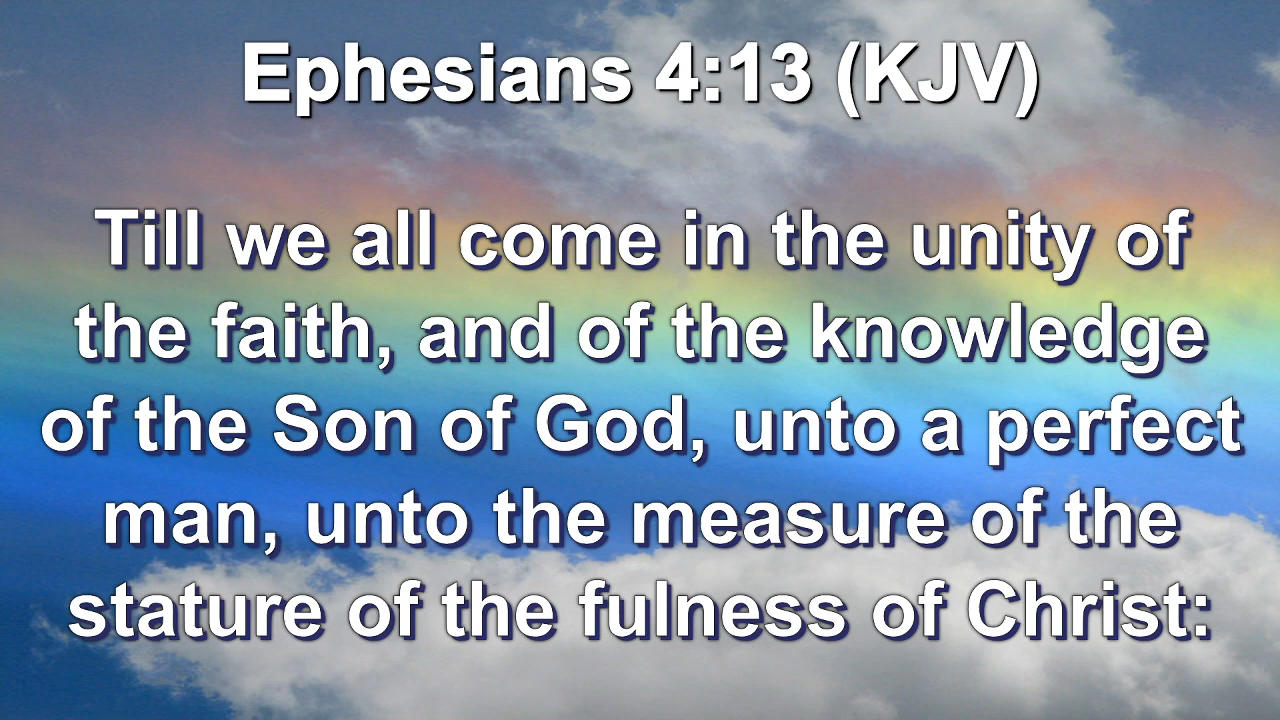 Ephesians 4:13 (KJV)
Till we all come in the unity of
the faith, and of the knowledge
of the Son of God, unto a perfect
man, unto the measure of the
stature of the fulness of Christ: